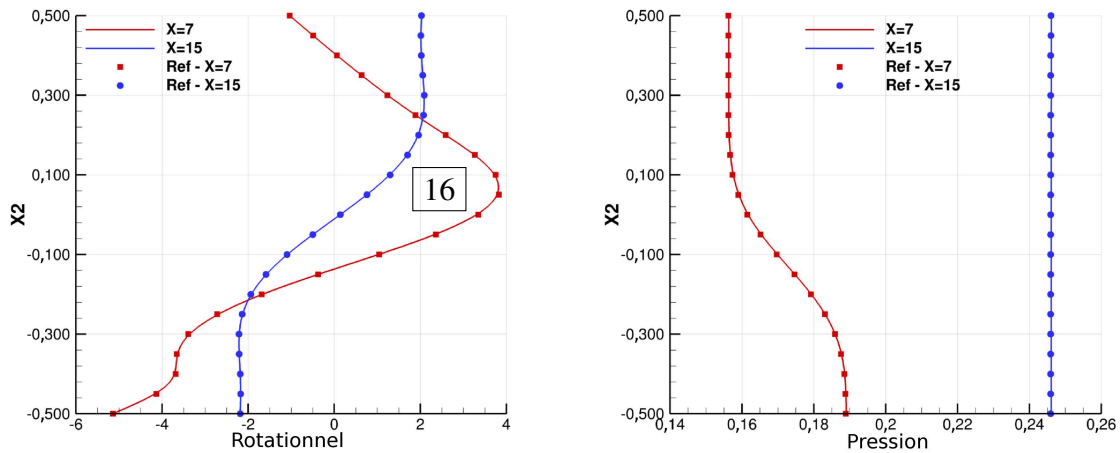 0,500
0,300
0,100
-0,100
-0,300
-0,500
X2
X=7
X=15
Ref - X=7
Ref - X=15
16
-6
-4
-2
0
2
4
Rotationnel
0,500
0,300
0,100
-0,100
-0,300
-0,500
X2
X=7
X=15
Ref - X=7
Ref - X=15
0,14
0,16
0,18
0,2
0,22
0,24
0,26
Pression